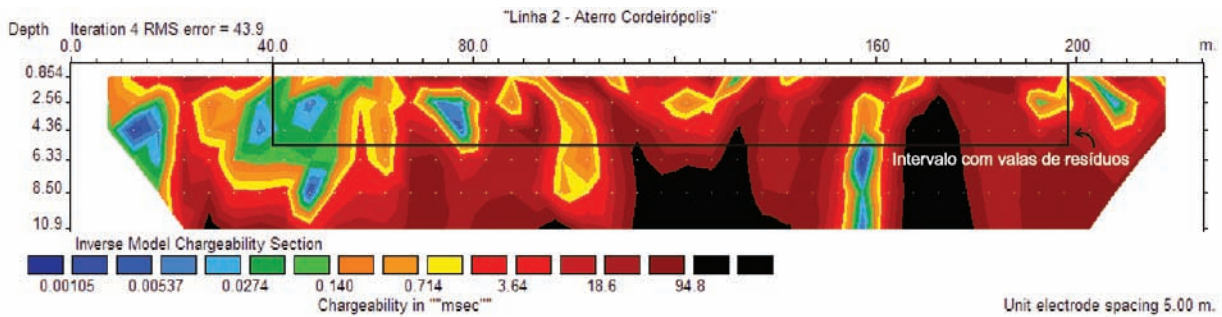 "Linha 2 - Aterro Cordeirópolis"
Depth Iteration 4 RMS error = 43.9
0.0 40.0 80.0 160 200 m.
0.854
2.56
4.36
6.33
8.50
10.9
Intervalo com valas de resíduos
Inverse Model Chargeability Section
0.00105 0.00537 0.0274 0.140 0.714 3.64 18.6 94.8
Chargeability in ""msec""
Unit electrode spacing 5.00 m.